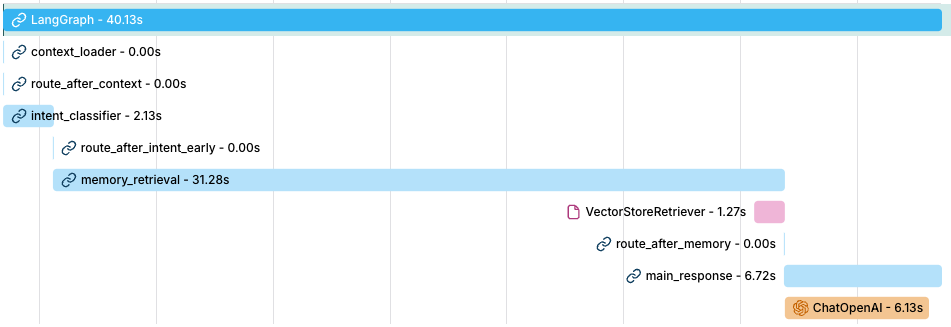 LangGraph - 40.13s
context_loader - 0.00s
route_after_context - 0.00s
intent_classifier - 2.13s
route_after_intent_early - 0.00s
memory_retrieval - 31.28s
VectorStoreRetriever - 1.27s
route_after_memory - 0.00s
main_response - 6.72s
ChatOpenAI - 6.13s